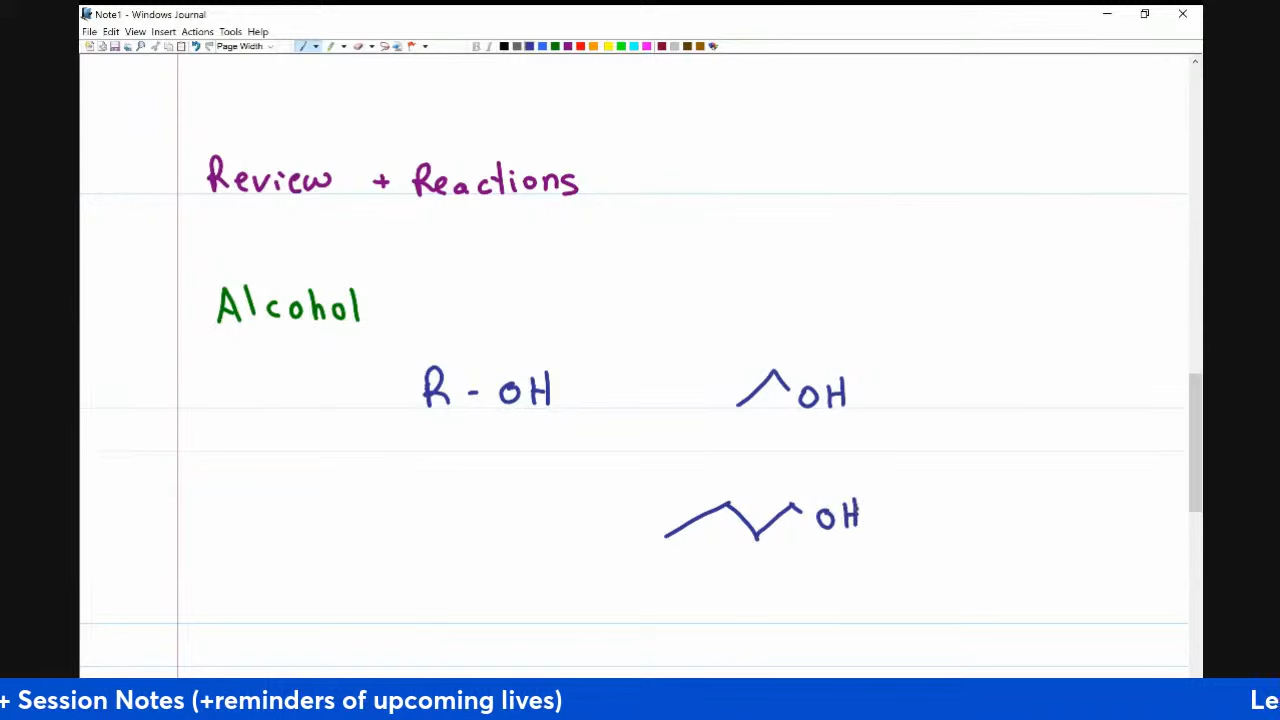 Note1 - Windows Journal
File Edit View Insert Actions Tools Help
Page Width
B I
Review + Reactions
Alcohol
R - OH
OH
OH
+ Session Notes (+reminders of upcoming lives)
Le